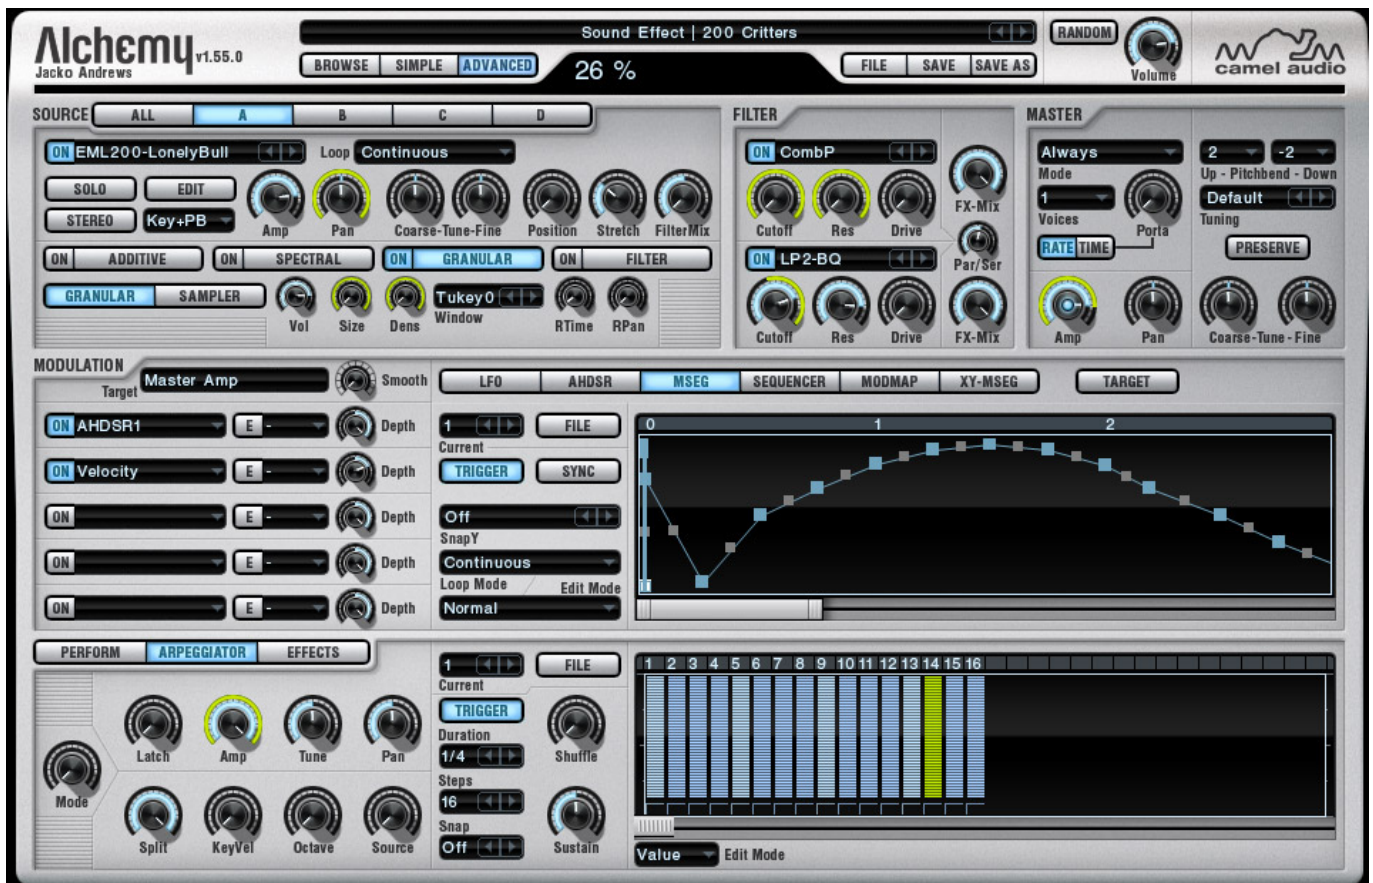 Alchemy v1.55.0
Jacko Andrews
Sound Effect | 200 Critters
BROWSE SIMPLE ADVANCED
26 %
FILE SAVE SAVE AS
RANDOM
Volume
camel audio
SOURCE ALL A B C D
ON EML200-LonelyBull Loop Continuous
SOLO EDIT
STEREO Key+PB
Amp Pan Coarse-Tune-Fine Position Stretch FilterMix
ON ADDITIVE ON SPECTRAL ON GRANULAR ON FILTER
GRANULAR SAMPLER
Vol Size Dens
Tukey0
Window
RTime RPan
FILTER
ON CombP
Cutoff Res Drive
FX-Mix
Par/Ser
ON LP2-BQ
Cutoff Res Drive FX-Mix
MASTER
Always
Mode
1
Voices
RATE TIME
Porta
2 -2
Up - Pitchbend - Down
Default
Tuning
PRESERVE
Amp Pan Coarse-Tune - Fine
MODULATION
Target Master Amp Smooth
ON AHDSR1 E - Depth
ON Velocity E - Depth
ON E - Depth
ON E - Depth
ON E - Depth
LFO AHDSR MSEG SEQUENCER MODMAP XY-MSEG TARGET
1 FILE
Current
TRIGGER SYNC
Off
SnapY
Continuous
Loop Mode Edit Mode
Normal
0 1 2
PERFORM ARPEGGIATOR EFFECTS
Mode
Latch Amp Tune Pan
Split KeyVel Octave Source
1 FILE
Current
TRIGGER
Duration
1/4
Shuffle
Steps
16
Snap
Off
Sustain
1 2 3 4 5 6 7 8 9 10 11 12 13 14 15 16
Value Edit Mode